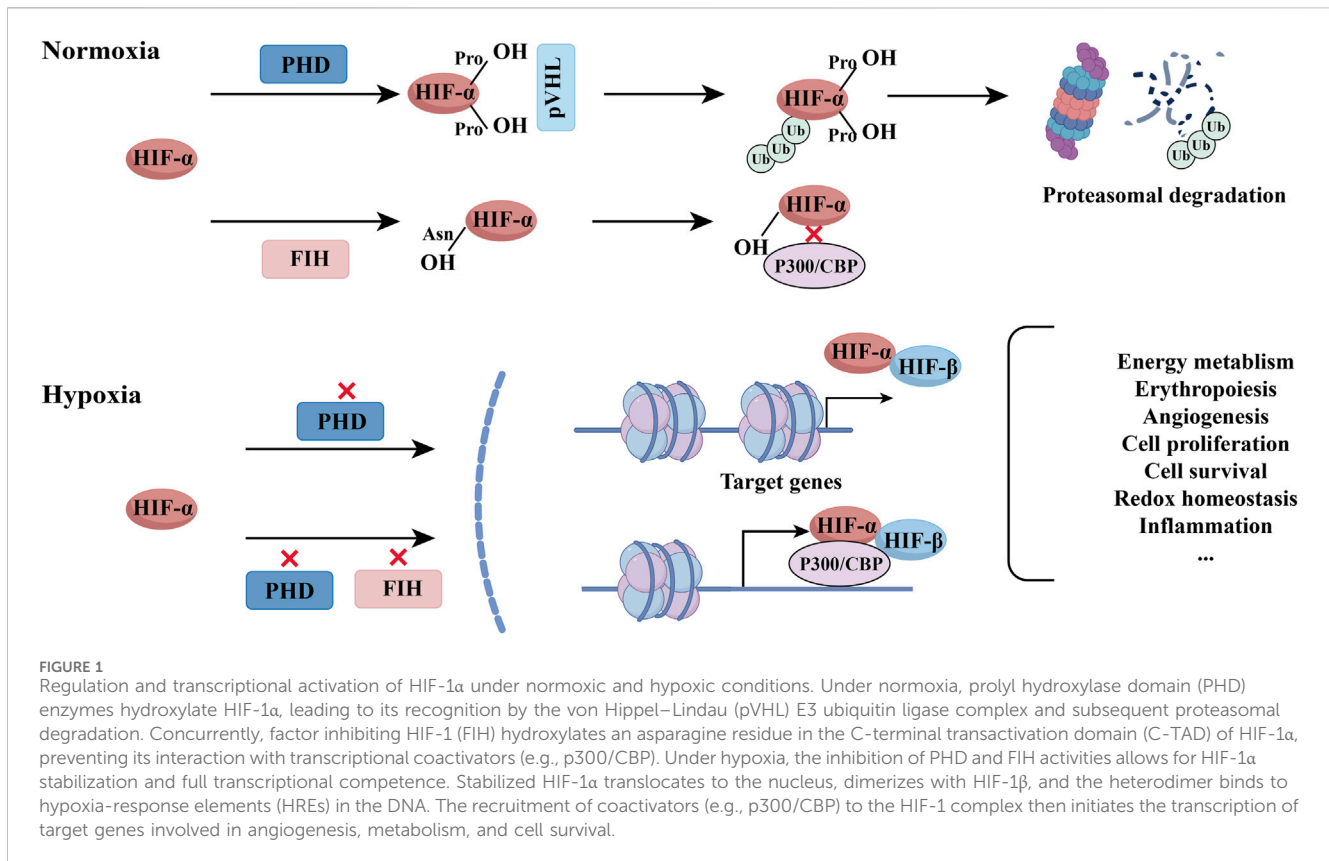 Normoxia
PHD
Pro OH
HIF-α
Pro OH
pVHL
Pro OH
HIF-α
Pro OH
Ub
Ub
Ub
Ub
Ub
Ub
Proteasomal degradation
HIF-α
FIH
Asn
OH
HIF-α
HIF-α
OH
P300/CBP
Hypoxia
PHD
HIF-α
PHD
FIH
HIF-α
HIF-β
Target genes
HIF-α
HIF-β
P300/CBP
Energy metablism
Erythropoiesis
Angiogenesis
Cell proliferation
Cell survival
Redox homeostasis
Inflammation
...
FIGURE 1
Regulation and transcriptional activation of HIF-1α under normoxic and hypoxic conditions. Under normoxia, prolyl hydroxylase domain (PHD)
enzymes hydroxylate HIF-1α, leading to its recognition by the von Hippel–Lindau (pVHL) E3 ubiquitin ligase complex and subsequent proteasomal
degradation. Concurrently, factor inhibiting HIF-1 (FIH) hydroxylates an asparagine residue in the C-terminal transactivation domain (C-TAD) of HIF-1α,
preventing its interaction with transcriptional coactivators (e.g., p300/CBP). Under hypoxia, the inhibition of PHD and FIH activities allows for HIF-1α
stabilization and full transcriptional competence. Stabilized HIF-1α translocates to the nucleus, dimerizes with HIF-1β, and the heterodimer binds to
hypoxia-response elements (HREs) in the DNA. The recruitment of coactivators (e.g., p300/CBP) to the HIF-1 complex then initiates the transcription of
target genes involved in angiogenesis, metabolism, and cell survival.